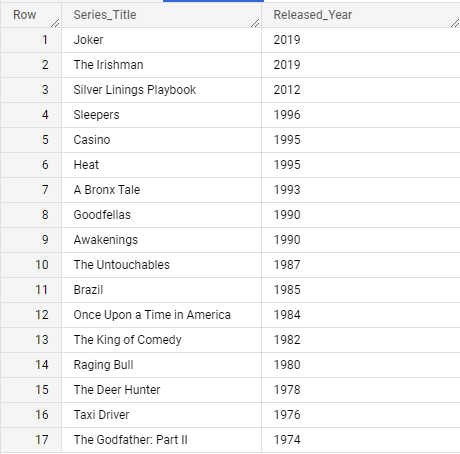 Row Series_Title Released_Year
1 Joker 2019
2 The Irishman 2019
3 Silver Linings Playbook 2012
4 Sleepers 1996
5 Casino 1995
6 Heat 1995
7 A Bronx Tale 1993
8 Goodfellas 1990
9 Awakenings 1990
10 The Untouchables 1987
11 Brazil 1985
12 Once Upon a Time in America 1984
13 The King of Comedy 1982
14 Raging Bull 1980
15 The Deer Hunter 1978
16 Taxi Driver 1976
17 The Godfather: Part II 1974